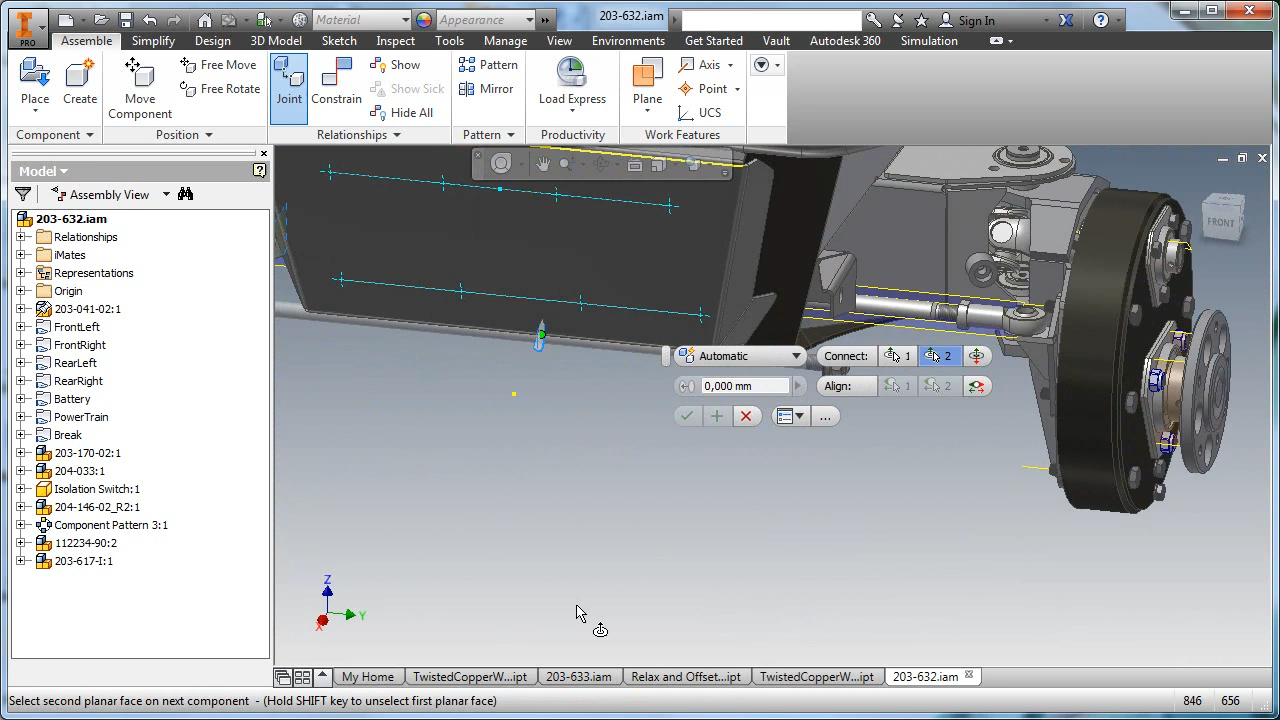 Material
Appearance
203-632.iam
Sign In
PRO
Assemble
Simplify
Design
3D Model
Sketch
Inspect
Tools
Manage
View
Environments
Get Started
Vault
Autodesk 360
Simulation
Place
Create
Move Component
Free Move
Free Rotate
Joint
Constrain
Show
Show Sick
Hide All
Pattern
Mirror
Load Express
Plane
Axis
Point
UCS
Component
Position
Relationships
Pattern
Productivity
Work Features
Model
Assembly View
203-632.iam
Relationships
iMates
Representations
Origin
203-041-02:1
FrontLeft
FrontRight
RearLeft
RearRight
Battery
PowerTrain
Break
203-170-02:1
204-033:1
Isolation Switch:1
204-146-02_R2:1
Component Pattern 3:1
112234-90:2
203-617-I:1
FRONT
Automatic
Connect:
1
2
0,000 mm
Align:
1
2
...
Z
Y
X
My Home
TwistedCopperW...ipt
203-633.iam
Relax and Offset...ipt
TwistedCopperW...ipt
203-632.iam
Select second planar face on next component - (Hold SHIFT key to unselect first planar face)
846
656